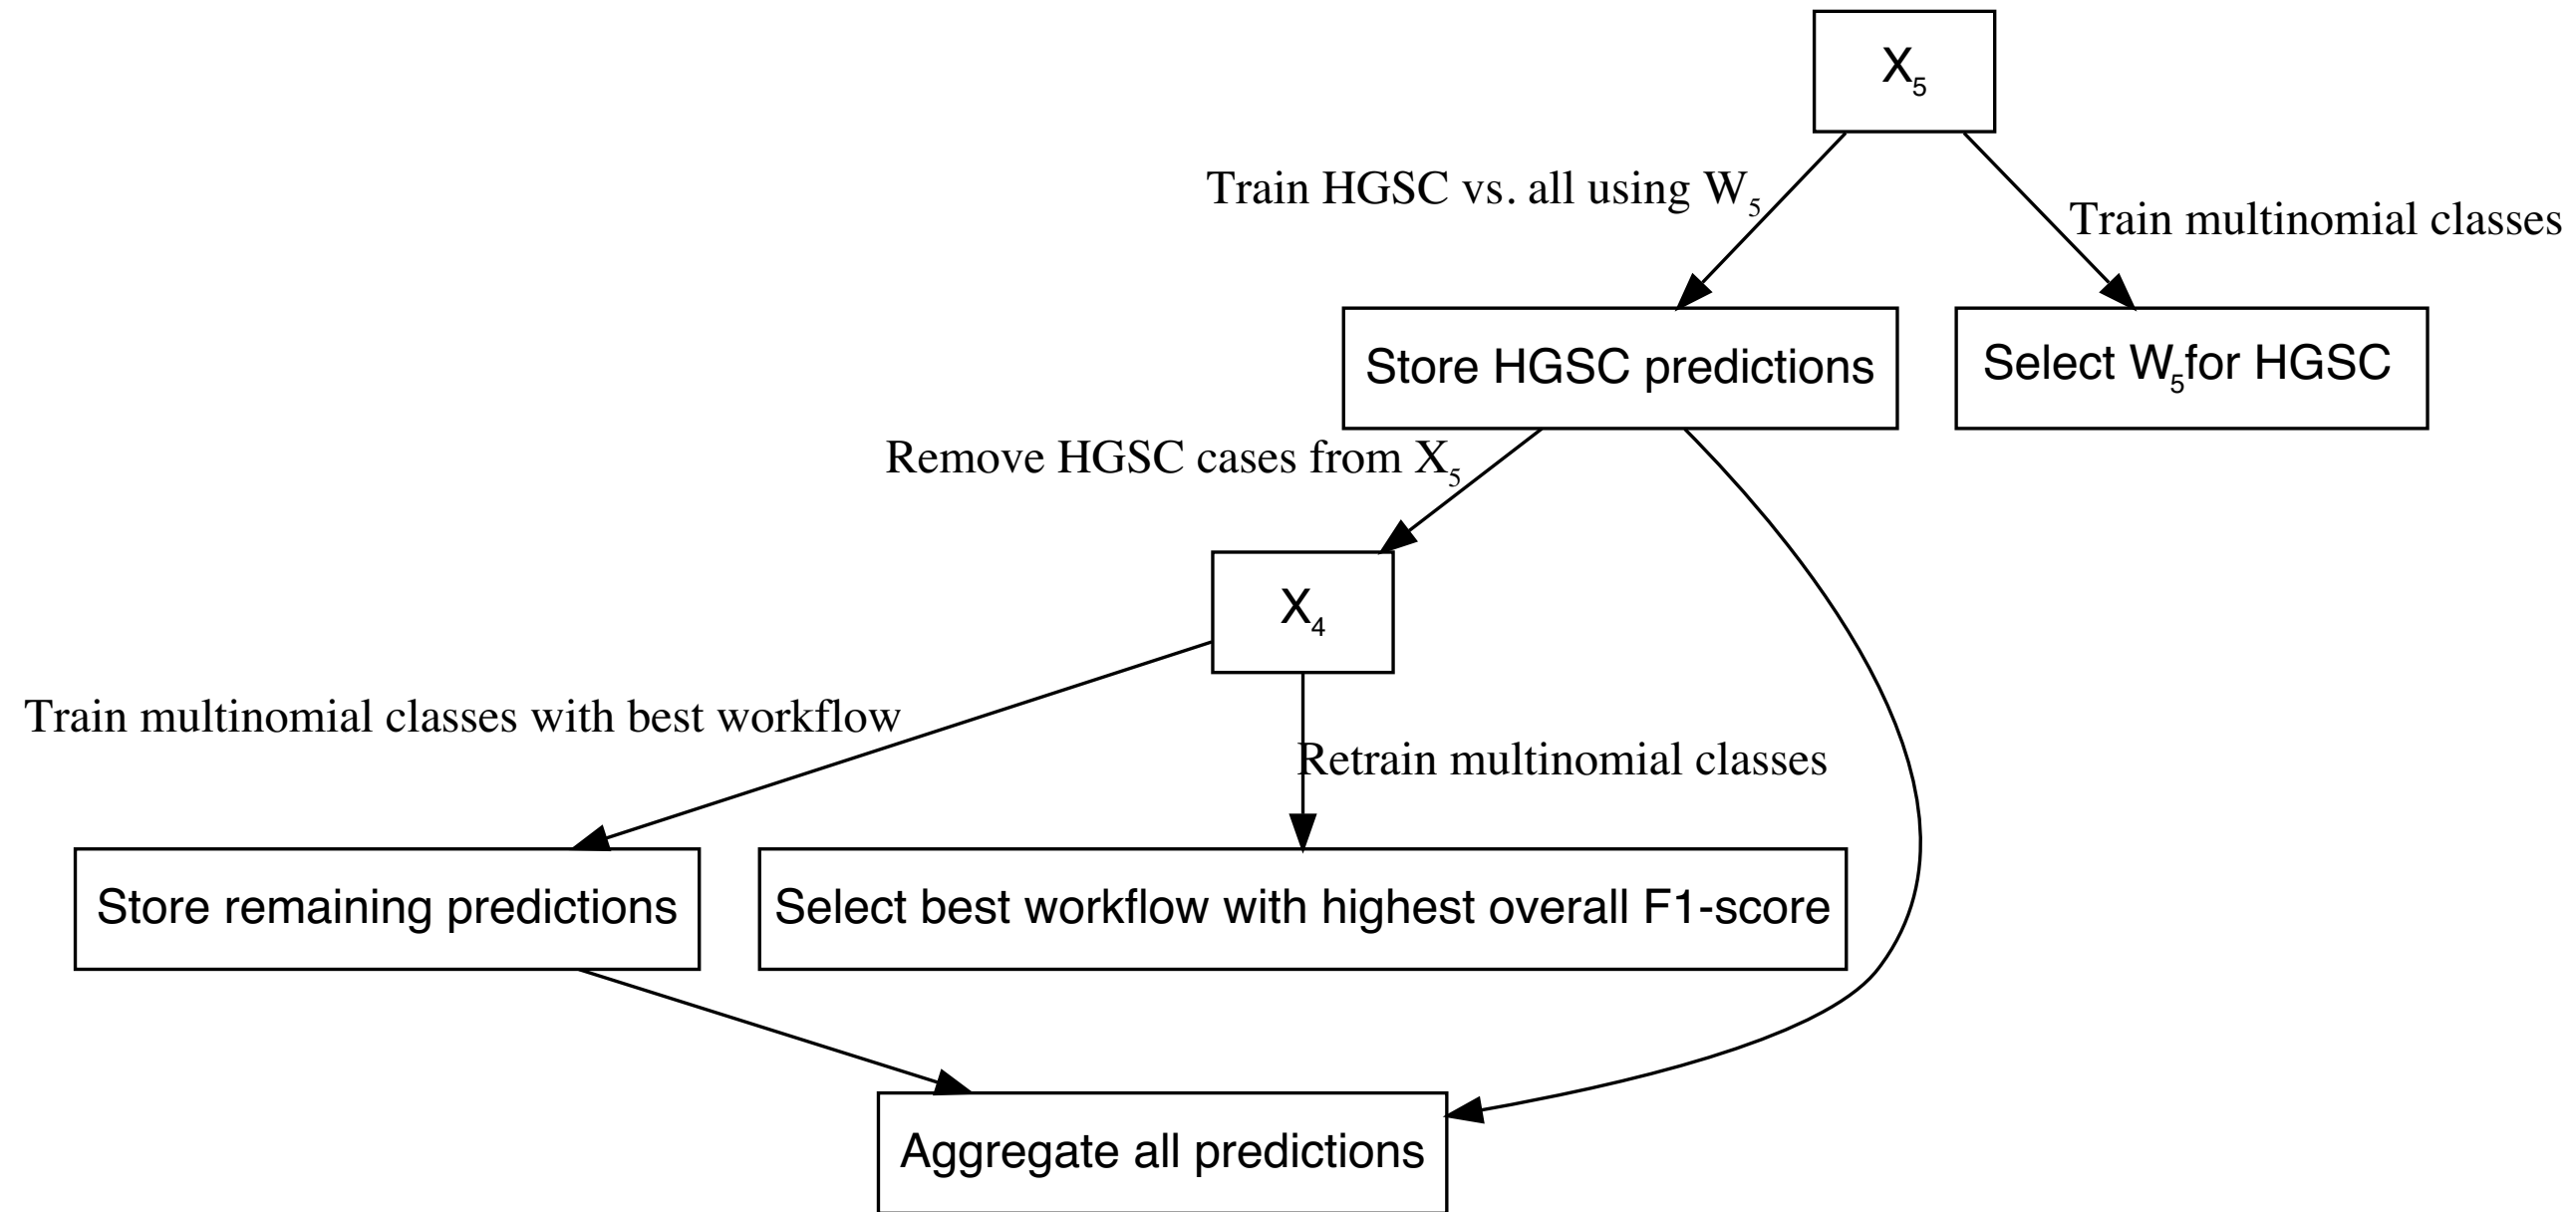 X₅
Train HGSC vs. all using W₅
Train multinomial classes
Store HGSC predictions
Select W₅for HGSC
Remove HGSC cases from X₅
X₄
Train multinomial classes with best workflow
Retrain multinomial classes
Store remaining predictions
Select best workflow with highest overall F1-score
Aggregate all predictions